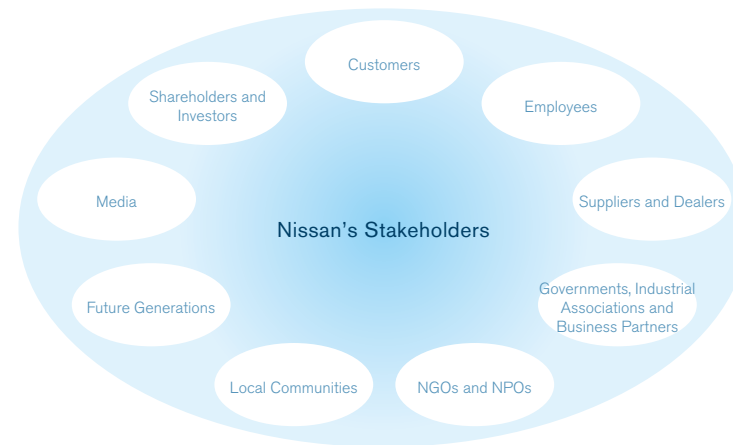 Customers
Shareholders and
Investors
Employees
Media
Suppliers and Dealers
Nissan's Stakeholders
Future Generations
Governments, Industrial
Associations and
Business Partners
Local Communities
NGOs and NPOs